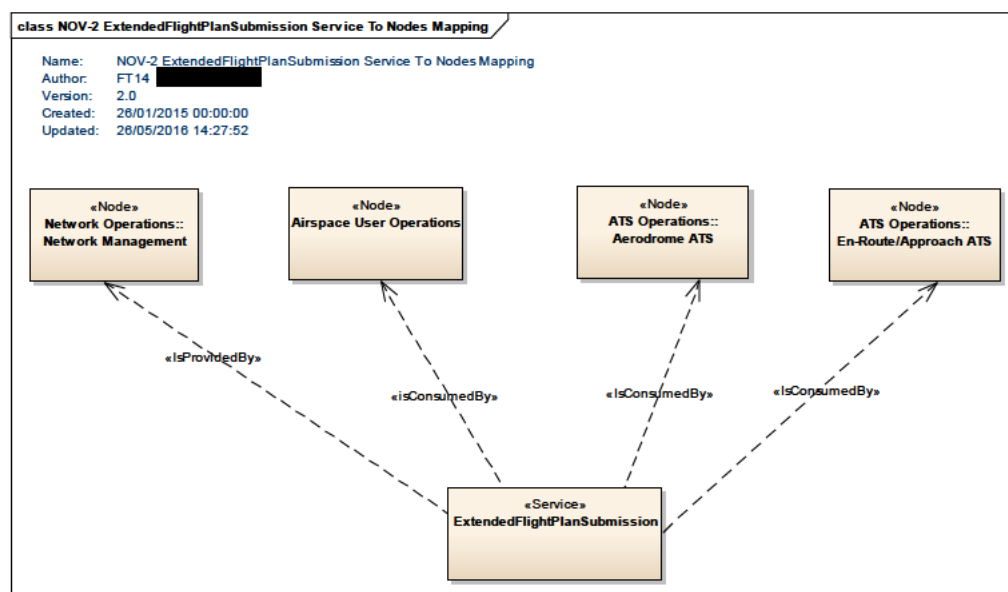 class NOV-2 ExtendedFlightPlanSubmission Service To Nodes Mapping
Name: NOV-2 ExtendedFlightPlanSubmission Service To Nodes Mapping
Author: FT14
Version: 2.0
Created: 26/01/2015 00:00:00
Updated: 26/05/2016 14:27:52
«Node»
Network Operations::
Network Management
«Node»
Airspace User Operations
«Node»
ATS Operations::
Aerodrome ATS
«Node»
ATS Operations::
En-Route/Approach ATS
«IsProvidedBy»
«isConsumedBy»
«IsConsumedBy»
«IsConsumedBy»
«Service»
ExtendedFlightPlanSubmission